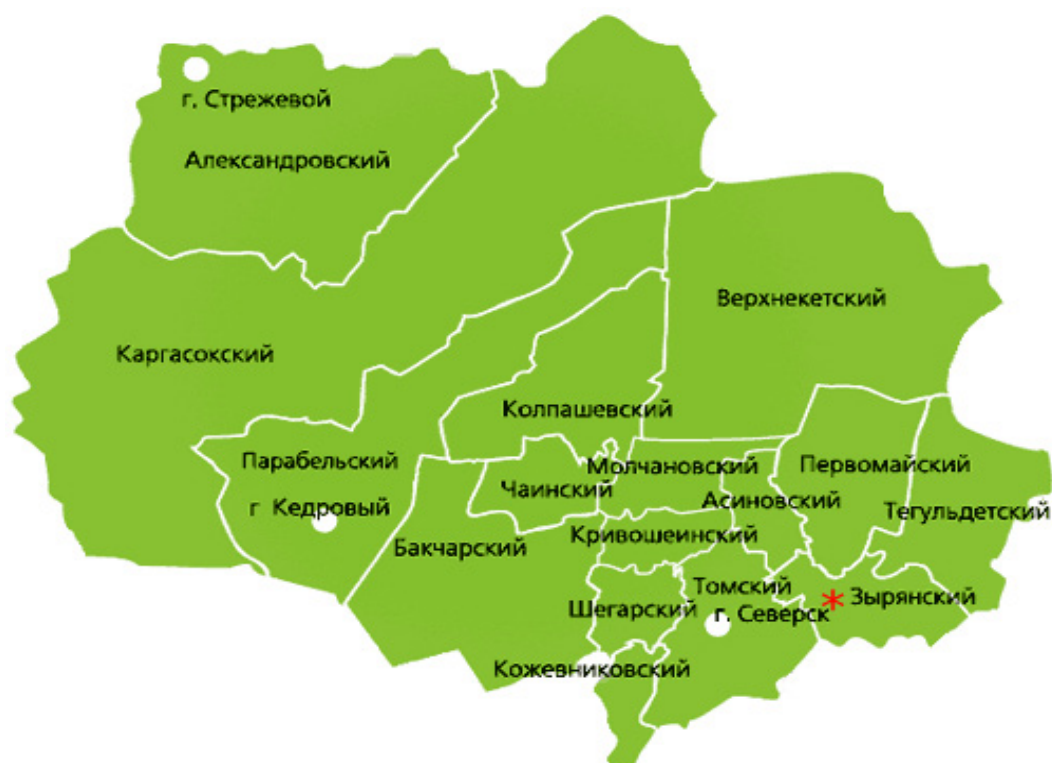 г. Стрежевой
Александровский
Верхнекетский
Каргасокский
Колпашевский
Парабельский
Молчановский
Первомайский
Чаинский
Асиновский
г Кедровый
Тегульдетский
Кривошеинский
Бакчарский
Томский
Зырянский
Шегарский
г. Северск
Кожевниковский